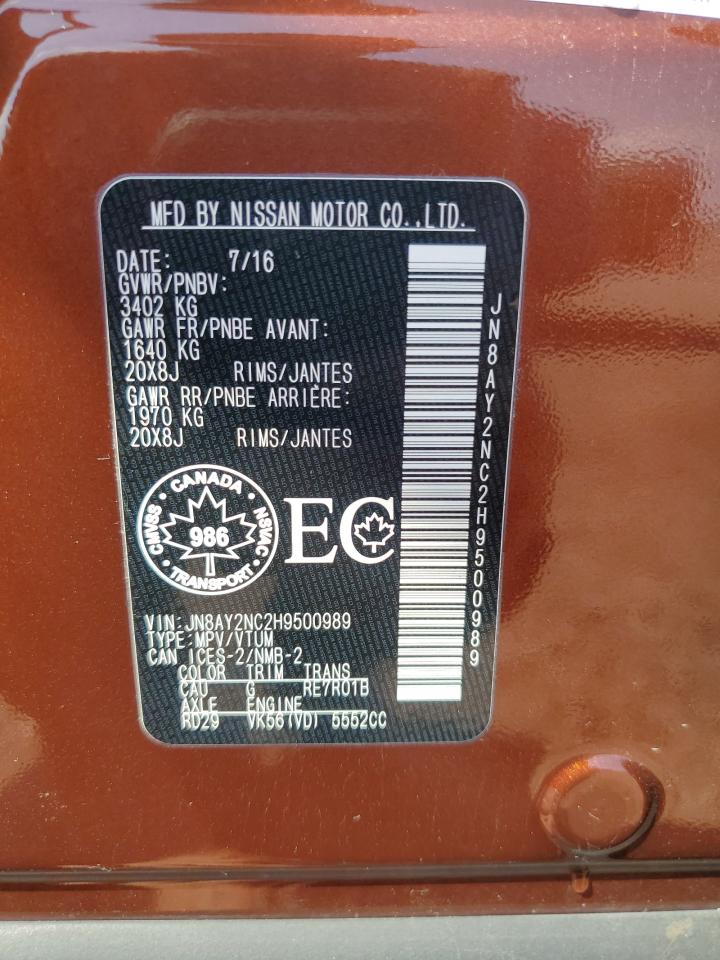 MFD BY NISSAN MOTOR CO.,LTD.
DATE: 7/16
GVWR/PNBV:
3402 KG
GAWR FR/PNBE AVANT:
1640 KG
20X8J RIMS/JANTES
GAWR RR/PNBE ARRIÈRE:
1970 KG
20X8J RIMS/JANTES
CANADA
CMVSS 986 NSVAC
TRANSPORT
EC
VIN:JN8AY2NC2H9500989
TYPE:MPV/VTUM
CAN ICES-2/NMB-2
COLOR TRIM TRANS
CAU G RE7R01B
AXLE ENGINE
RD29 VK56(VD) 5552CC
JN8AY2NC2H9500989